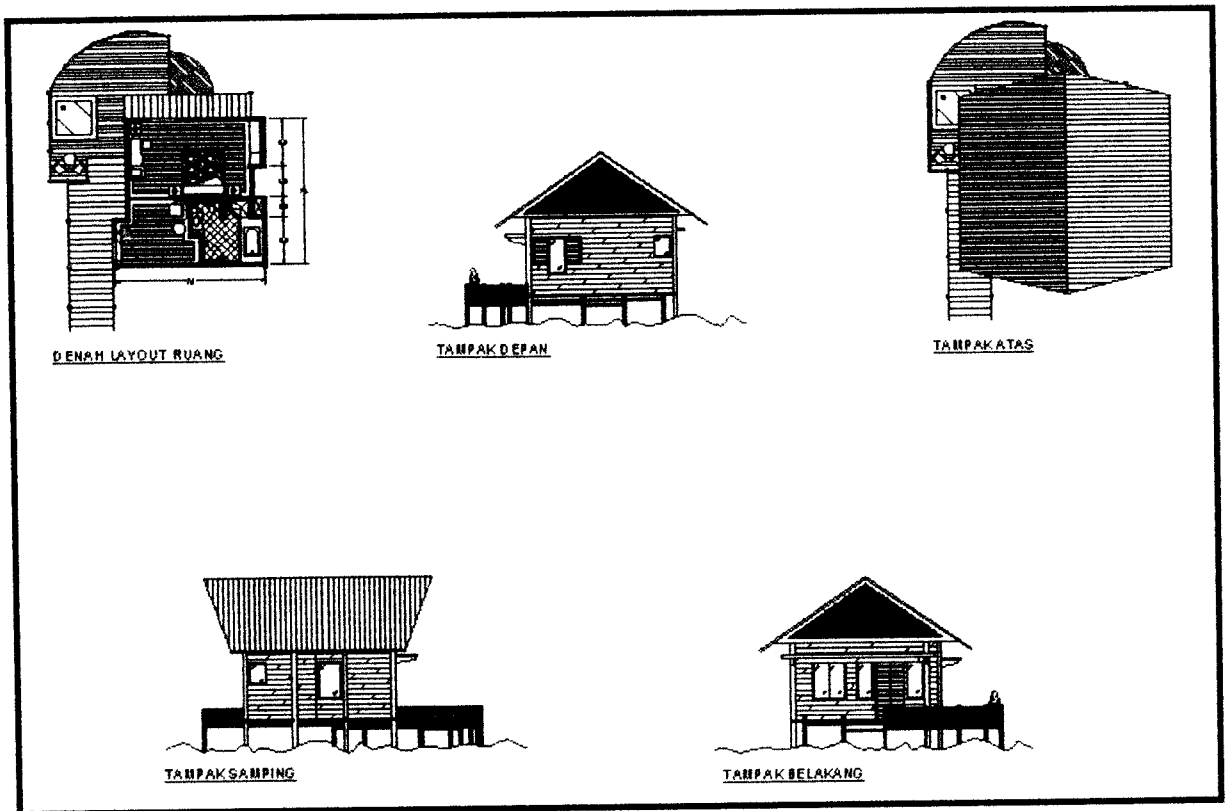 DENAH LAYOUT RUANG
TAMPAK DEPAN
TAMPAK ATAS
TAMPAK SAMPING
TAMPAK BELAKANG